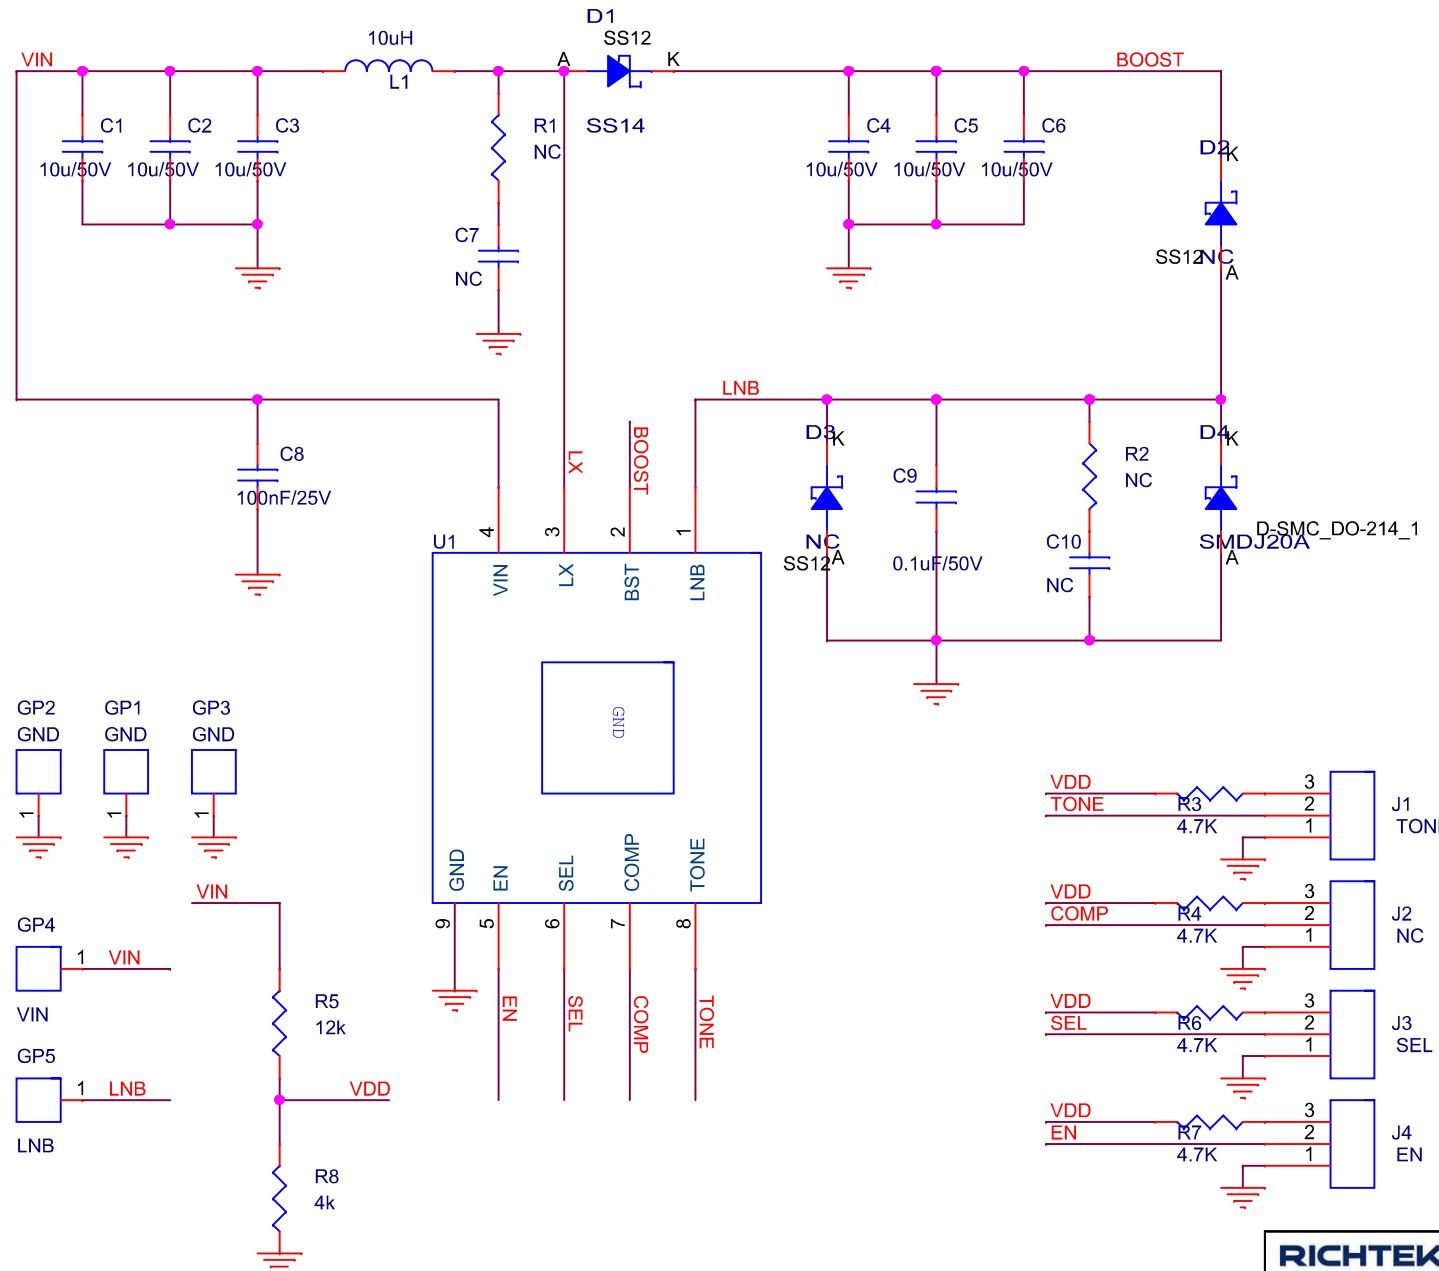 D1
SS12
10uH
VIN
A
K
BOOST
L1
C1
C2
C3
R1
NC
SS14
C4
C5
C6
10u/50V
10u/50V
10u/50V
10u/50V
10u/50V
10u/50V
D2
K
C7
NC
SS12
NC
A
LNB
C8
100nF/25V
LX
BOOST
D3
K
C9
R2
NC
D4
K
4
3
2
1
U1
VIN
LX
BST
LNB
NC
SS12
A
0.1uF/50V
C10
NC
D-SMC_DO-214_1
SMDJ20A
A
GND
GP2
GND
GP1
GND
GP3
GND
1
1
1
VDD
TONE
R3
4.7K
3
2
1
J1
GND
EN
SEL
COMP
TONE
9
5
6
7
8
VIN
GP4
1
VIN
VIN
VDD
COMP
R4
4.7K
3
2
1
J2
NC
EN
SEL
COMP
TONE
R5
12k
VDD
SEL
R6
4.7K
3
2
1
J3
SEL
GP5
1
LNB
LNB
VDD
VDD
EN
R7
4.7K
3
2
1
J4
EN
R8
4k
RICHTEK